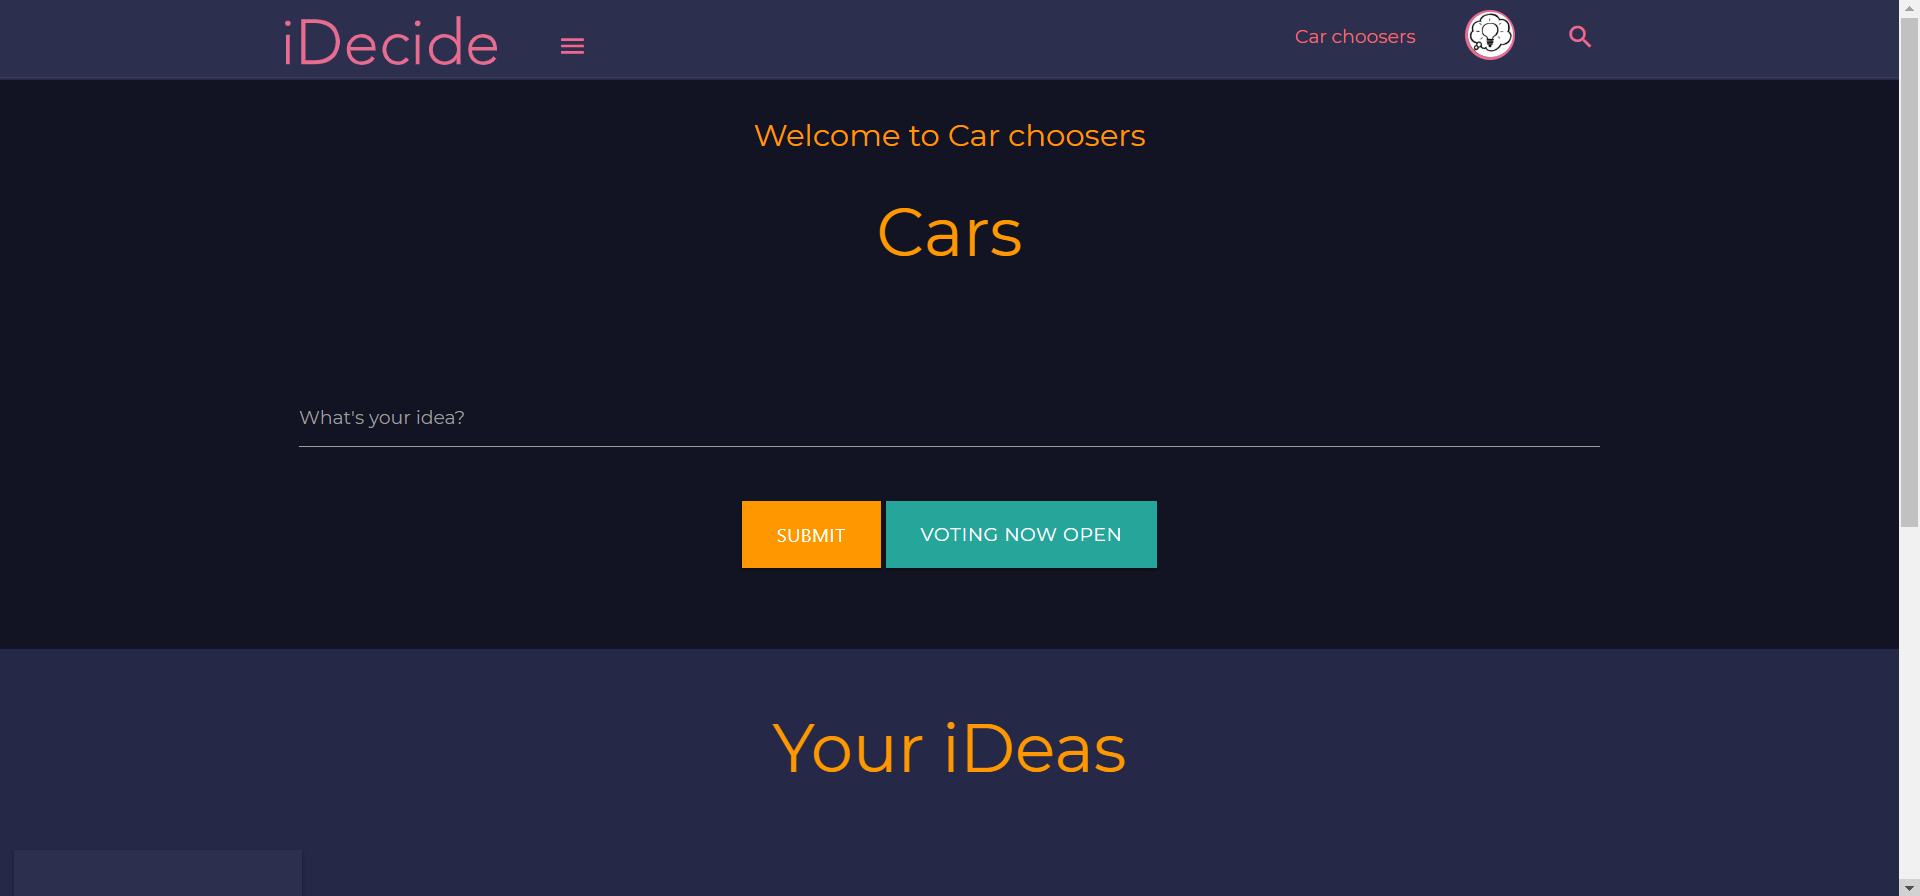 iDecide
Car choosers
Welcome to Car choosers
Cars
What's your idea?
SUBMIT
VOTING NOW OPEN
Your iDeas